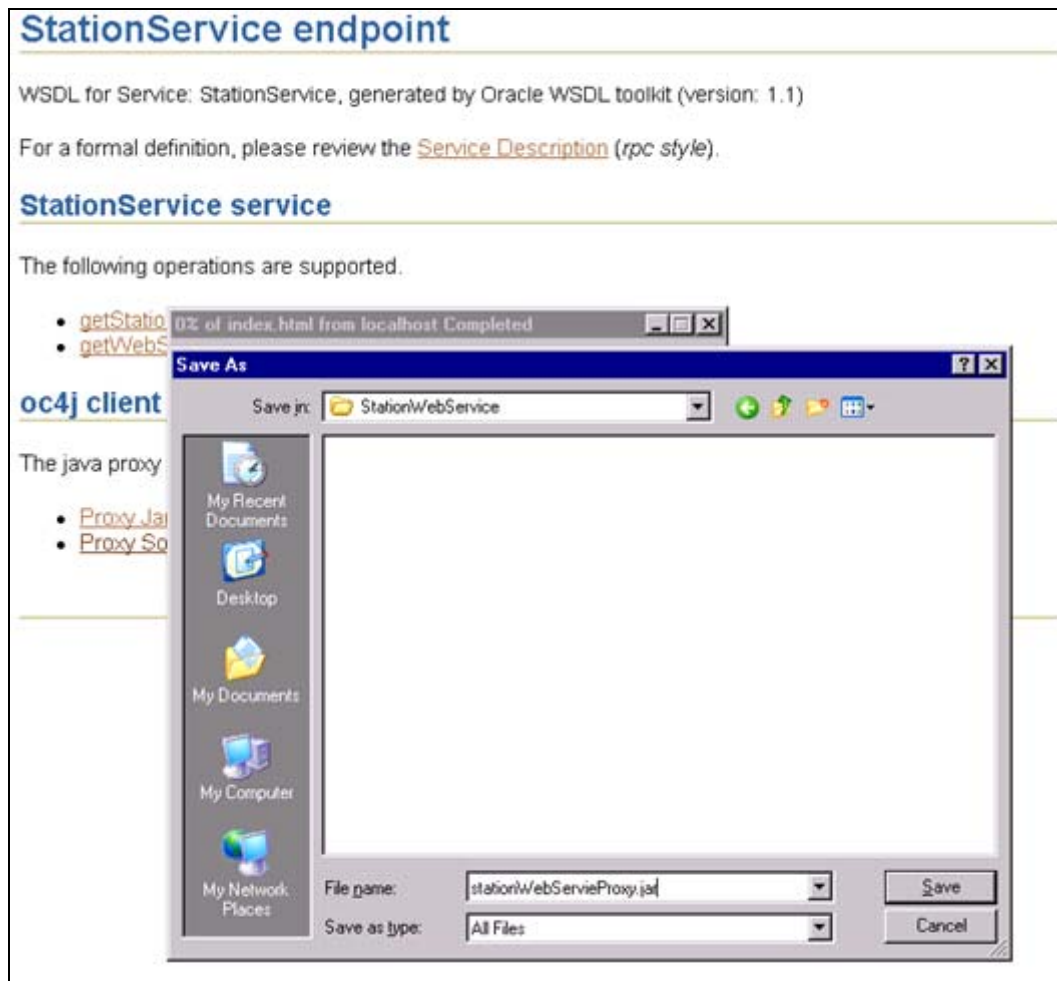 StationService endpoint
WSDL for Service: StationService, generated by Oracle WSDL toolkit (version: 1.1)
For a formal definition, please review the Service Description (rpc style).
StationService service
The following operations are supported.
getStatio
getWebS
0% of index.html from localhost Completed
Save As
oc4j client
Save in: StationWebService
The java proxy
Proxy Jar
Proxy So
My Recent
Documents
Desktop
My Documents
My Computer
My Network
Places
File name: stationWebServieProxy.jar
Save
Save as type: All Files
Cancel